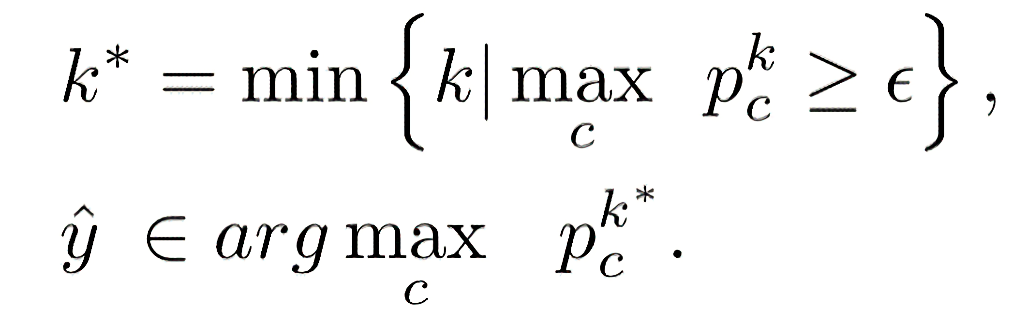 k* = min { k | max_c p_c^k ≥ ϵ } ,
ŷ ∈ arg max_c p_c^{k*} .